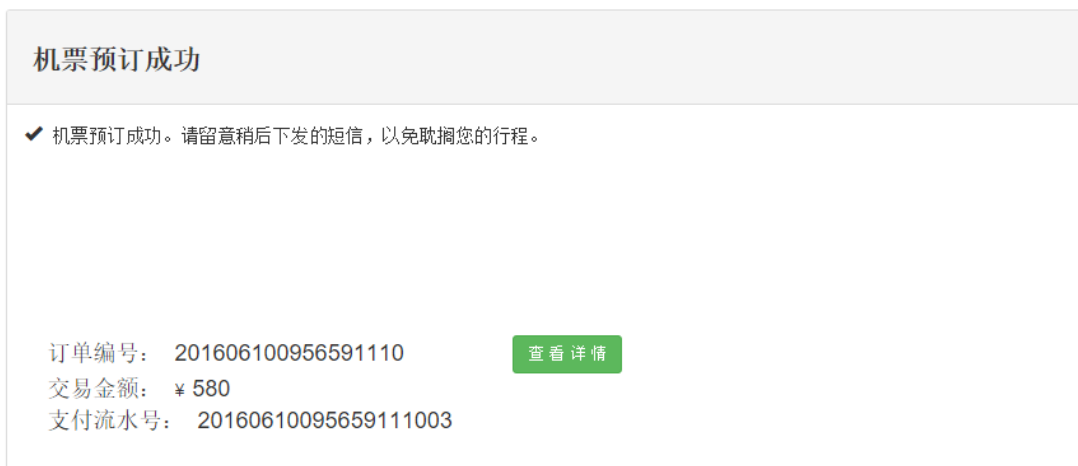 机票预订成功
机票预订成功。请留意稍后下发的短信，以免耽搁您的行程。
订单编号： 201606100956591110 查看详情
交易金额： ¥ 580
支付流水号： 20160610095659111003